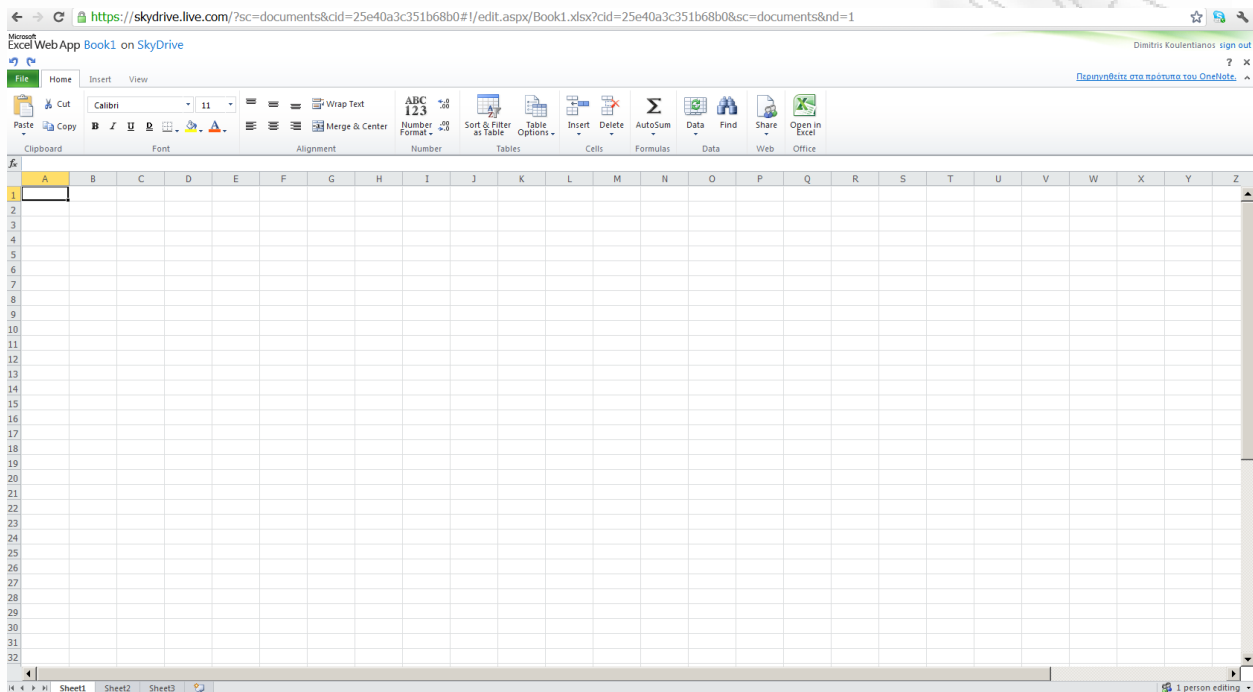 https://skydrive.live.com/?sc=documents&cid=25e40a3c351b68b0#!/edit.aspx/Book1.xlsx?cid=25e40a3c351b68b0&sc=documents&nd=1
Microsoft
Excel Web App Book1 on SkyDrive
Dimitris Koulentianos sign out
? ×
File Home Insert View
Περιηγηθείτε στα πρότυπα του OneNote.
Cut Calibri 11 Wrap Text ABC 123
Paste Copy B I U D A Merge & Center Number Format Sort & Filter as Table Table Options Insert Delete AutoSum Data Find Share Open in Excel
Clipboard Font Alignment Number Tables Cells Formulas Data Web Office
fx
A B C D E F G H I J K L M N O P Q R S T U V W X Y Z
1
2
3
4
5
6
7
8
9
10
11
12
13
14
15
16
17
18
19
20
21
22
23
24
25
26
27
28
29
30
31
32
Sheet1 Sheet2 Sheet3 1 person editing